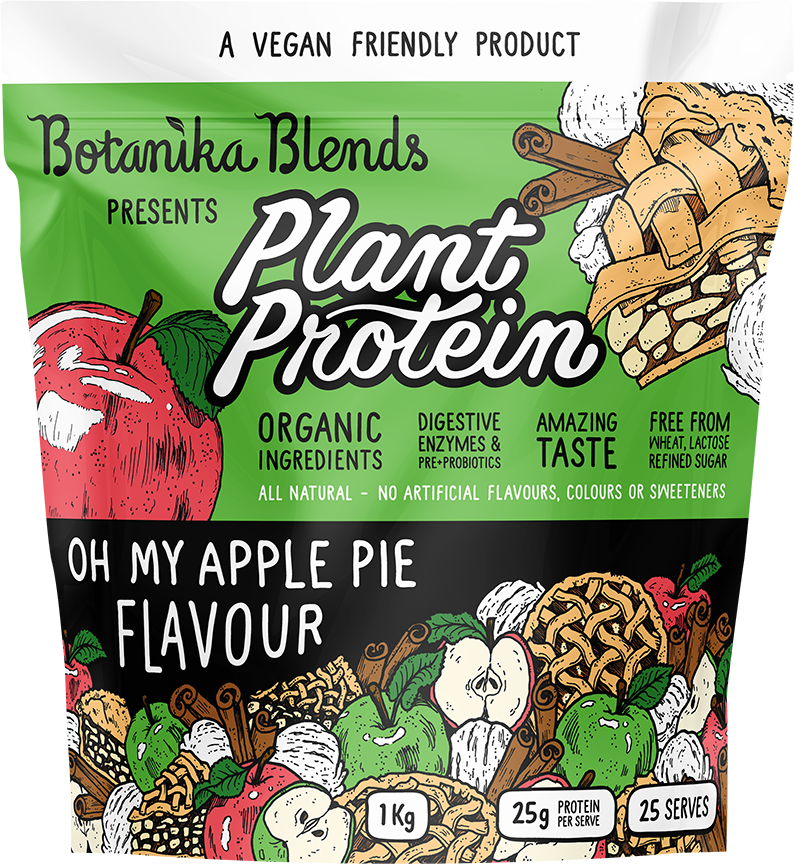 A VEGAN FRIENDLY PRODUCT
Botanika Blends
PRESENTS
Plant
Protein
ORGANIC
INGREDIENTS
DIGESTIVE
ENZYMES &
PRE+PROBIOTICS
AMAZING
TASTE
FREE FROM
WHEAT, LACTOSE
REFINED SUGAR
ALL NATURAL - NO ARTIFICIAL FLAVOURS, COLOURS OR SWEETENERS
OH MY APPLE PIE
FLAVOUR
1Kg
25g PROTEIN
PER SERVE
25 SERVES